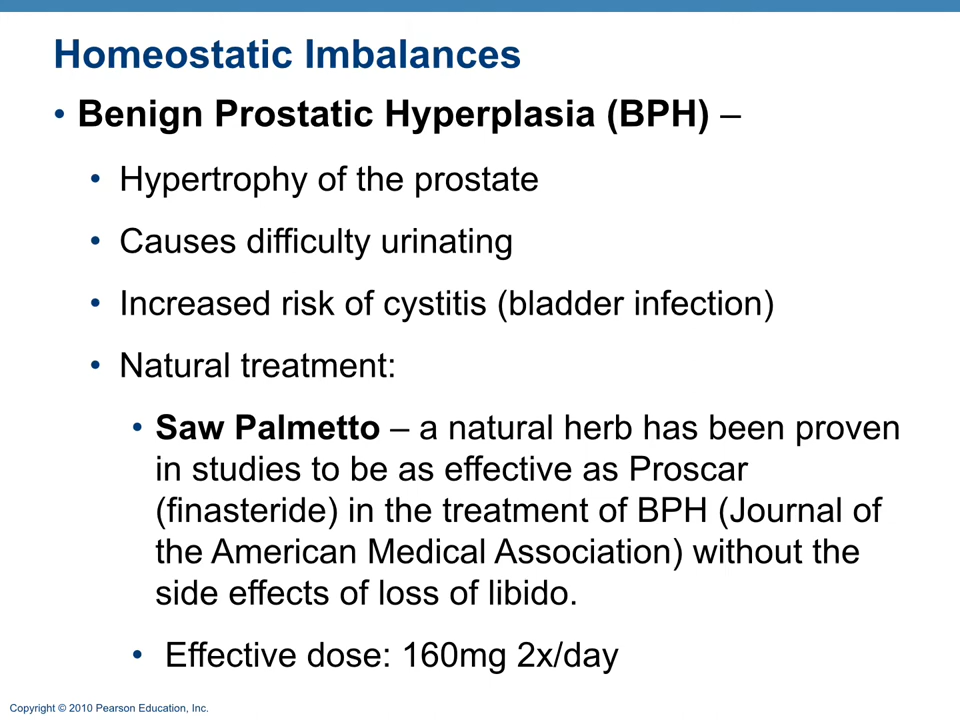 Homeostatic Imbalances
• Benign Prostatic Hyperplasia (BPH) –
• Hypertrophy of the prostate
• Causes difficulty urinating
• Increased risk of cystitis (bladder infection)
• Natural treatment:
• Saw Palmetto – a natural herb has been proven
in studies to be as effective as Proscar
(finasteride) in the treatment of BPH (Journal of
the American Medical Association) without the
side effects of loss of libido.
• Effective dose: 160mg 2x/day
Copyright © 2010 Pearson Education, Inc.